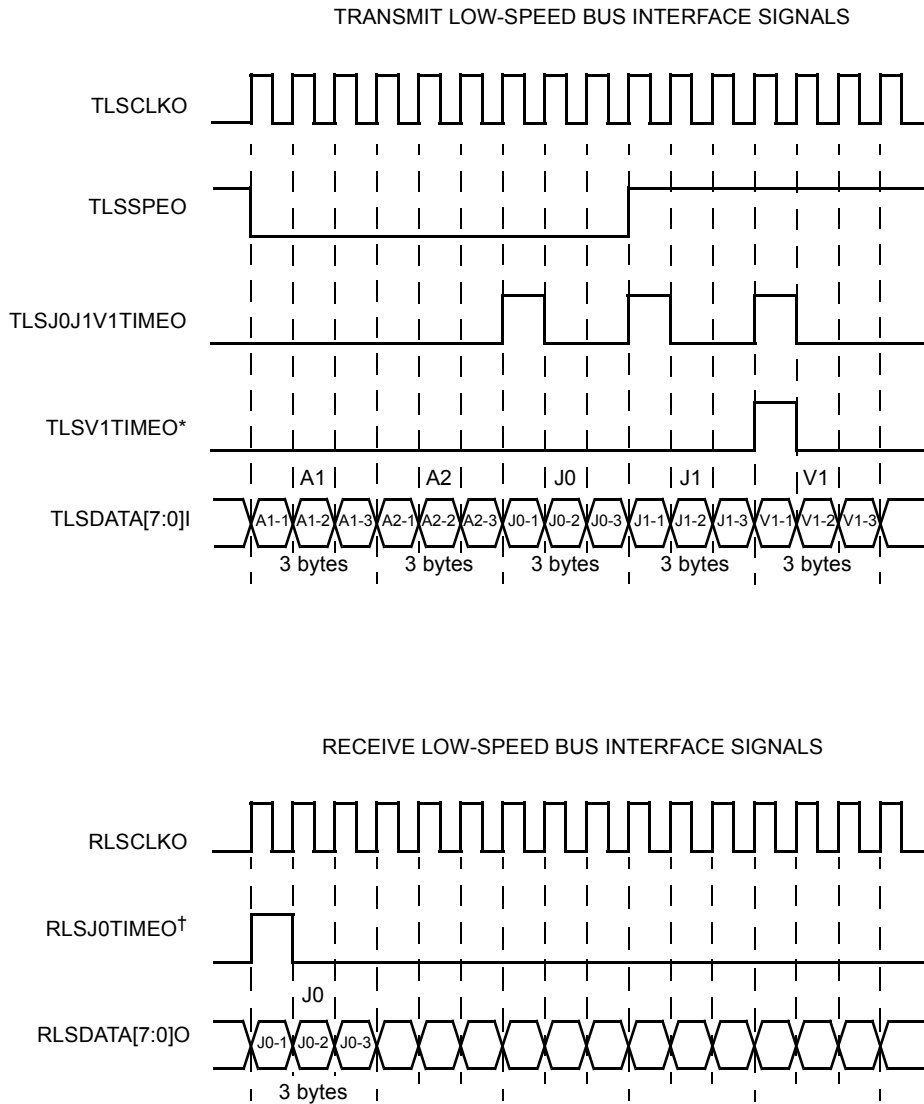 TRANSMIT LOW-SPEED BUS INTERFACE SIGNALS
TLSCLKO
TLSSPEO
TLSJ0J1V1TIMEO
TLSV1TIMEO*
A1 A2 J0 J1 V1
TLSDATA[7:0]I A1-1 A1-2 A1-3 A2-1 A2-2 A2-3 J0-1 J0-2 J0-3 J1-1 J1-2 J1-3 V1-1 V1-2 V1-3
3 bytes 3 bytes 3 bytes 3 bytes 3 bytes
RECEIVE LOW-SPEED BUS INTERFACE SIGNALS
RLSCLKO
RLSJ0TIMEO†
J0
RLSDATA[7:0]O J0-1 J0-2 J0-3
3 bytes